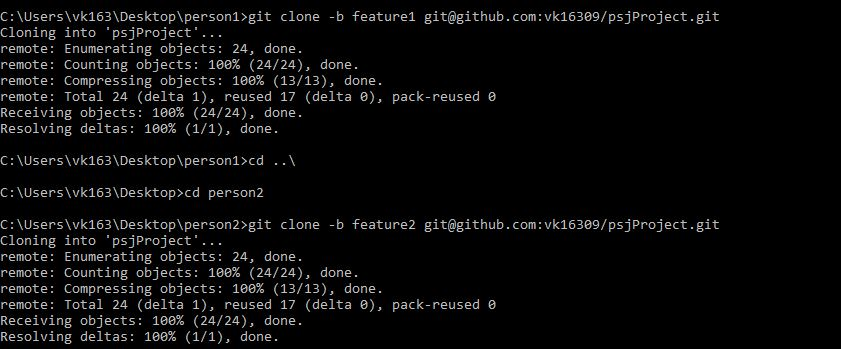 C:\Users\vk163\Desktop\person1>git clone -b feature1 git@github.com:vk16309/psjProject.git
Cloning into 'psjProject'...
remote: Enumerating objects: 24, done.
remote: Counting objects: 100% (24/24), done.
remote: Compressing objects: 100% (13/13), done.
remote: Total 24 (delta 1), reused 17 (delta 0), pack-reused 0
Receiving objects: 100% (24/24), done.
Resolving deltas: 100% (1/1), done.
C:\Users\vk163\Desktop\person1>cd ..\
C:\Users\vk163\Desktop>cd person2
C:\Users\vk163\Desktop\person2>git clone -b feature2 git@github.com:vk16309/psjProject.git
Cloning into 'psjProject'...
remote: Enumerating objects: 24, done.
remote: Counting objects: 100% (24/24), done.
remote: Compressing objects: 100% (13/13), done.
remote: Total 24 (delta 1), reused 17 (delta 0), pack-reused 0
Receiving objects: 100% (24/24), done.
Resolving deltas: 100% (1/1), done.